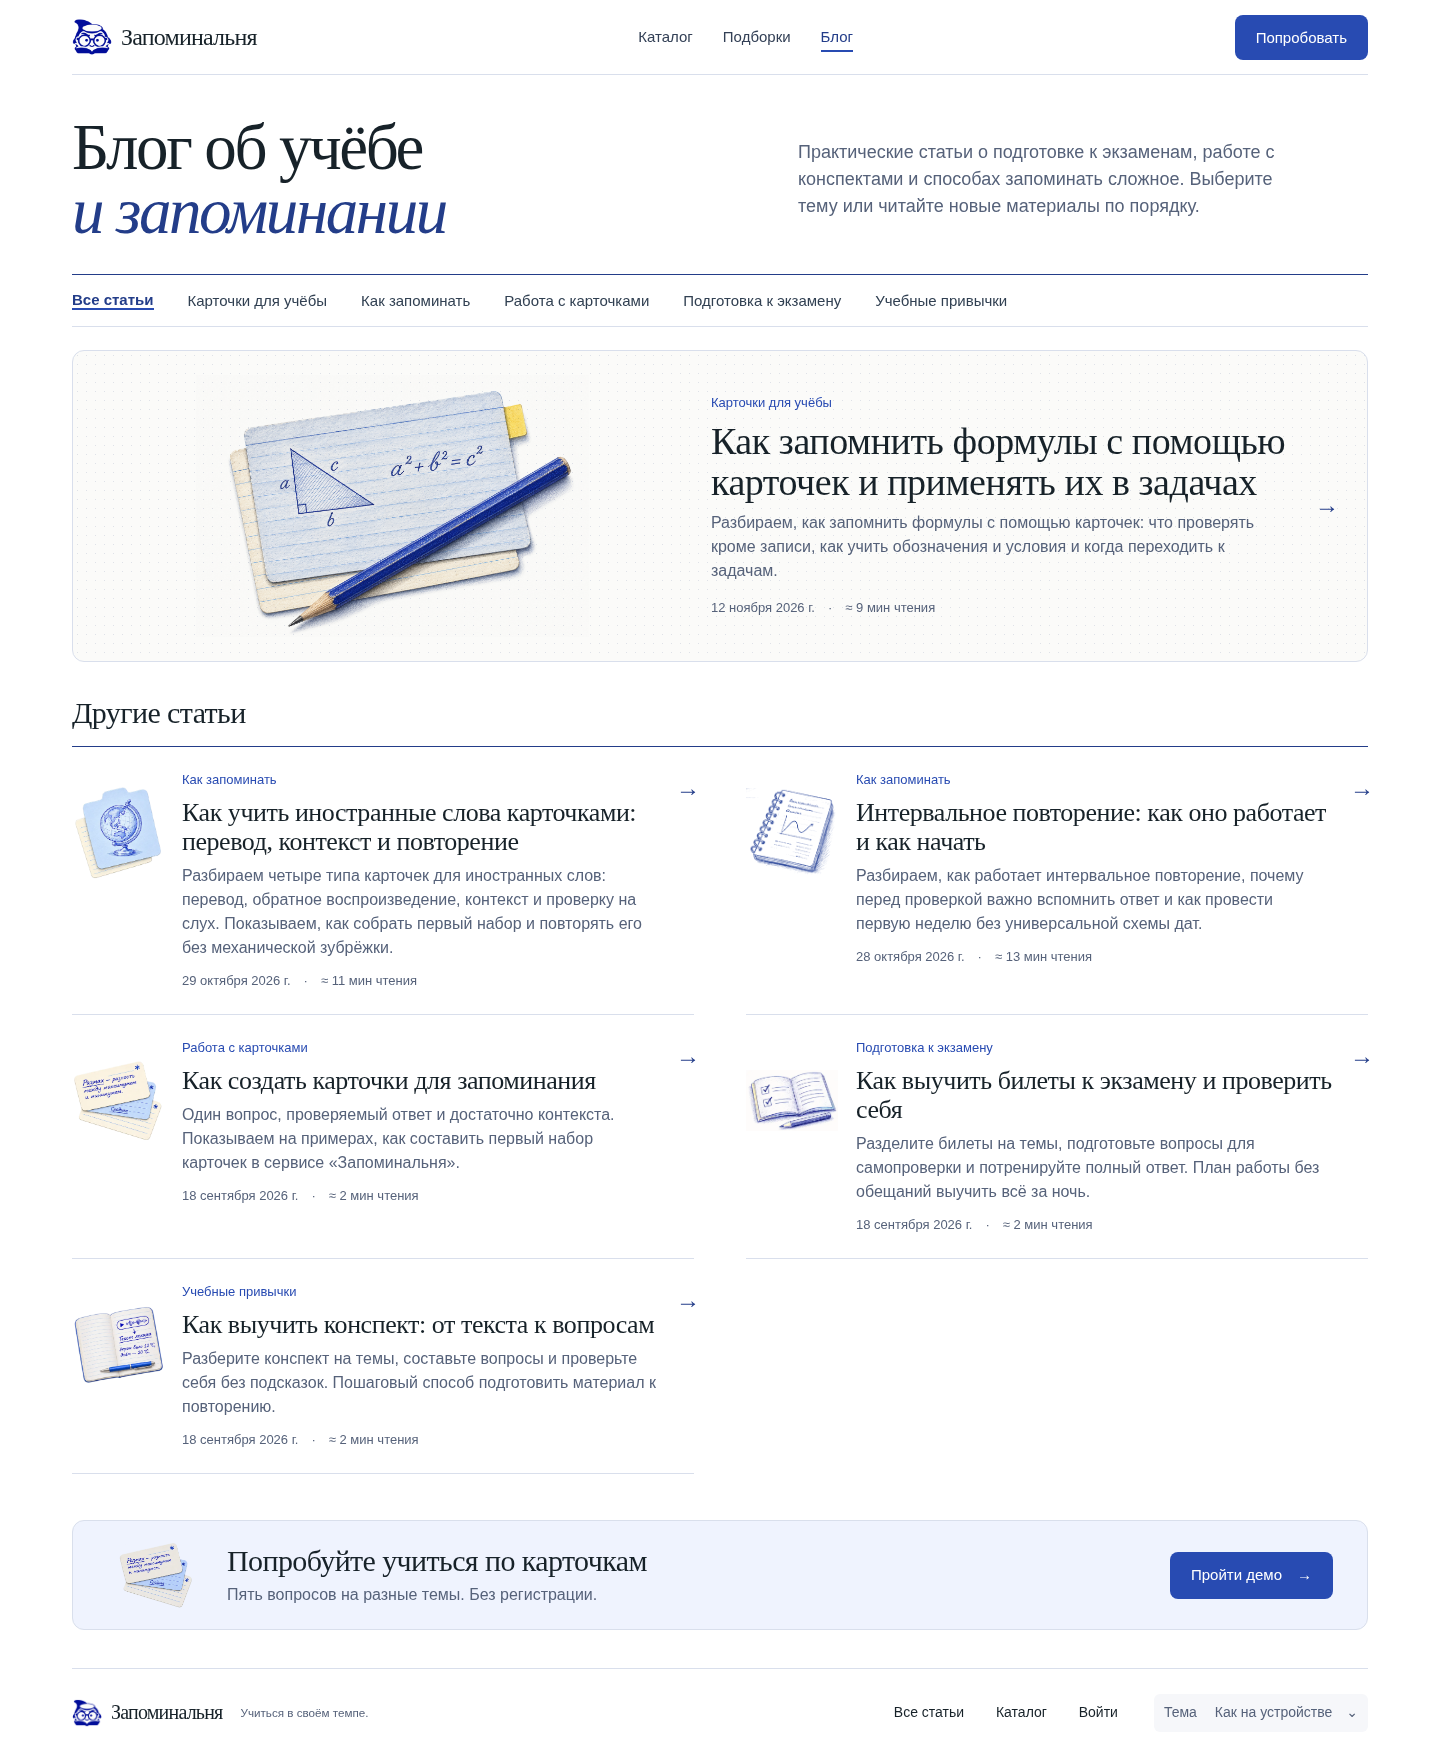 Запоминальня
Каталог
Подборки
Блог
Попробовать
Блог об учёбе
и запоминании
Практические статьи о подготовке к экзаменам, работе с
конспектами и способах запоминать сложное. Выберите
тему или читайте новые материалы по порядку.
Все статьи
Карточки для учёбы
Как запоминать
Работа с карточками
Подготовка к экзамену
Учебные привычки
a
c
b
a² + b² = c²
Карточки для учёбы
Как запомнить формулы с помощью
карточек и применять их в задачах
→
Разбираем, как запомнить формулы с помощью карточек: что проверять
кроме записи, как учить обозначения и условия и когда переходить к
задачам.
12 ноября 2026 г. · ≈ 9 мин чтения
Другие статьи
Как запоминать
→
Как учить иностранные слова карточками:
перевод, контекст и повторение
Разбираем четыре типа карточек для иностранных слов:
перевод, обратное воспроизведение, контекст и проверку на
слух. Показываем, как собрать первый набор и повторять его
без механической зубрёжки.
29 октября 2026 г. · ≈ 11 мин чтения
Как запоминать
→
Интервальное повторение: как оно работает
и как начать
Разбираем, как работает интервальное повторение, почему
перед проверкой важно вспомнить ответ и как провести
первую неделю без универсальной схемы дат.
28 октября 2026 г. · ≈ 13 мин чтения
Работа с карточками
→
Размах – разность
между максимумом
и минимумом.
Как создать карточки для запоминания
Один вопрос, проверяемый ответ и достаточно контекста.
Показываем на примерах, как составить первый набор
карточек в сервисе «Запоминальня».
18 сентября 2026 г. · ≈ 2 мин чтения
Подготовка к экзамену
→
Как выучить билеты к экзамену и проверить
себя
Разделите билеты на темы, подготовьте вопросы для
самопроверки и потренируйте полный ответ. План работы без
обещаний выучить всё за ночь.
18 сентября 2026 г. · ≈ 2 мин чтения
Учебные привычки
→
Как выучить конспект: от текста к вопросам
Разберите конспект на темы, составьте вопросы и проверьте
себя без подсказок. Пошаговый способ подготовить материал к
повторению.
18 сентября 2026 г. · ≈ 2 мин чтения
Размах – разность
между максимумом
и минимумом.
Попробуйте учиться по карточкам
Пять вопросов на разные темы. Без регистрации.
Пройти демо →
Запоминальня
Учиться в своём темпе.
Все статьи
Каталог
Войти
Тема
Как на устройстве